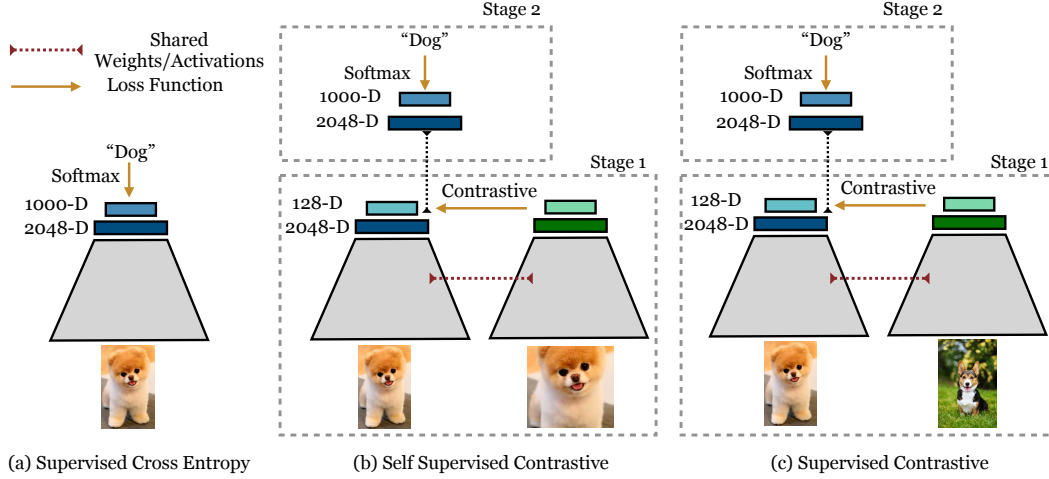 Shared
Weights/Activations
Loss Function
“Dog”
Softmax
1000-D
2048-D
(a) Supervised Cross Entropy
Stage 2
“Dog”
Softmax
1000-D
2048-D
Stage 1
Contrastive
128-D
2048-D
(b) Self Supervised Contrastive
Stage 2
“Dog”
Softmax
1000-D
2048-D
Stage 1
Contrastive
128-D
2048-D
(c) Supervised Contrastive